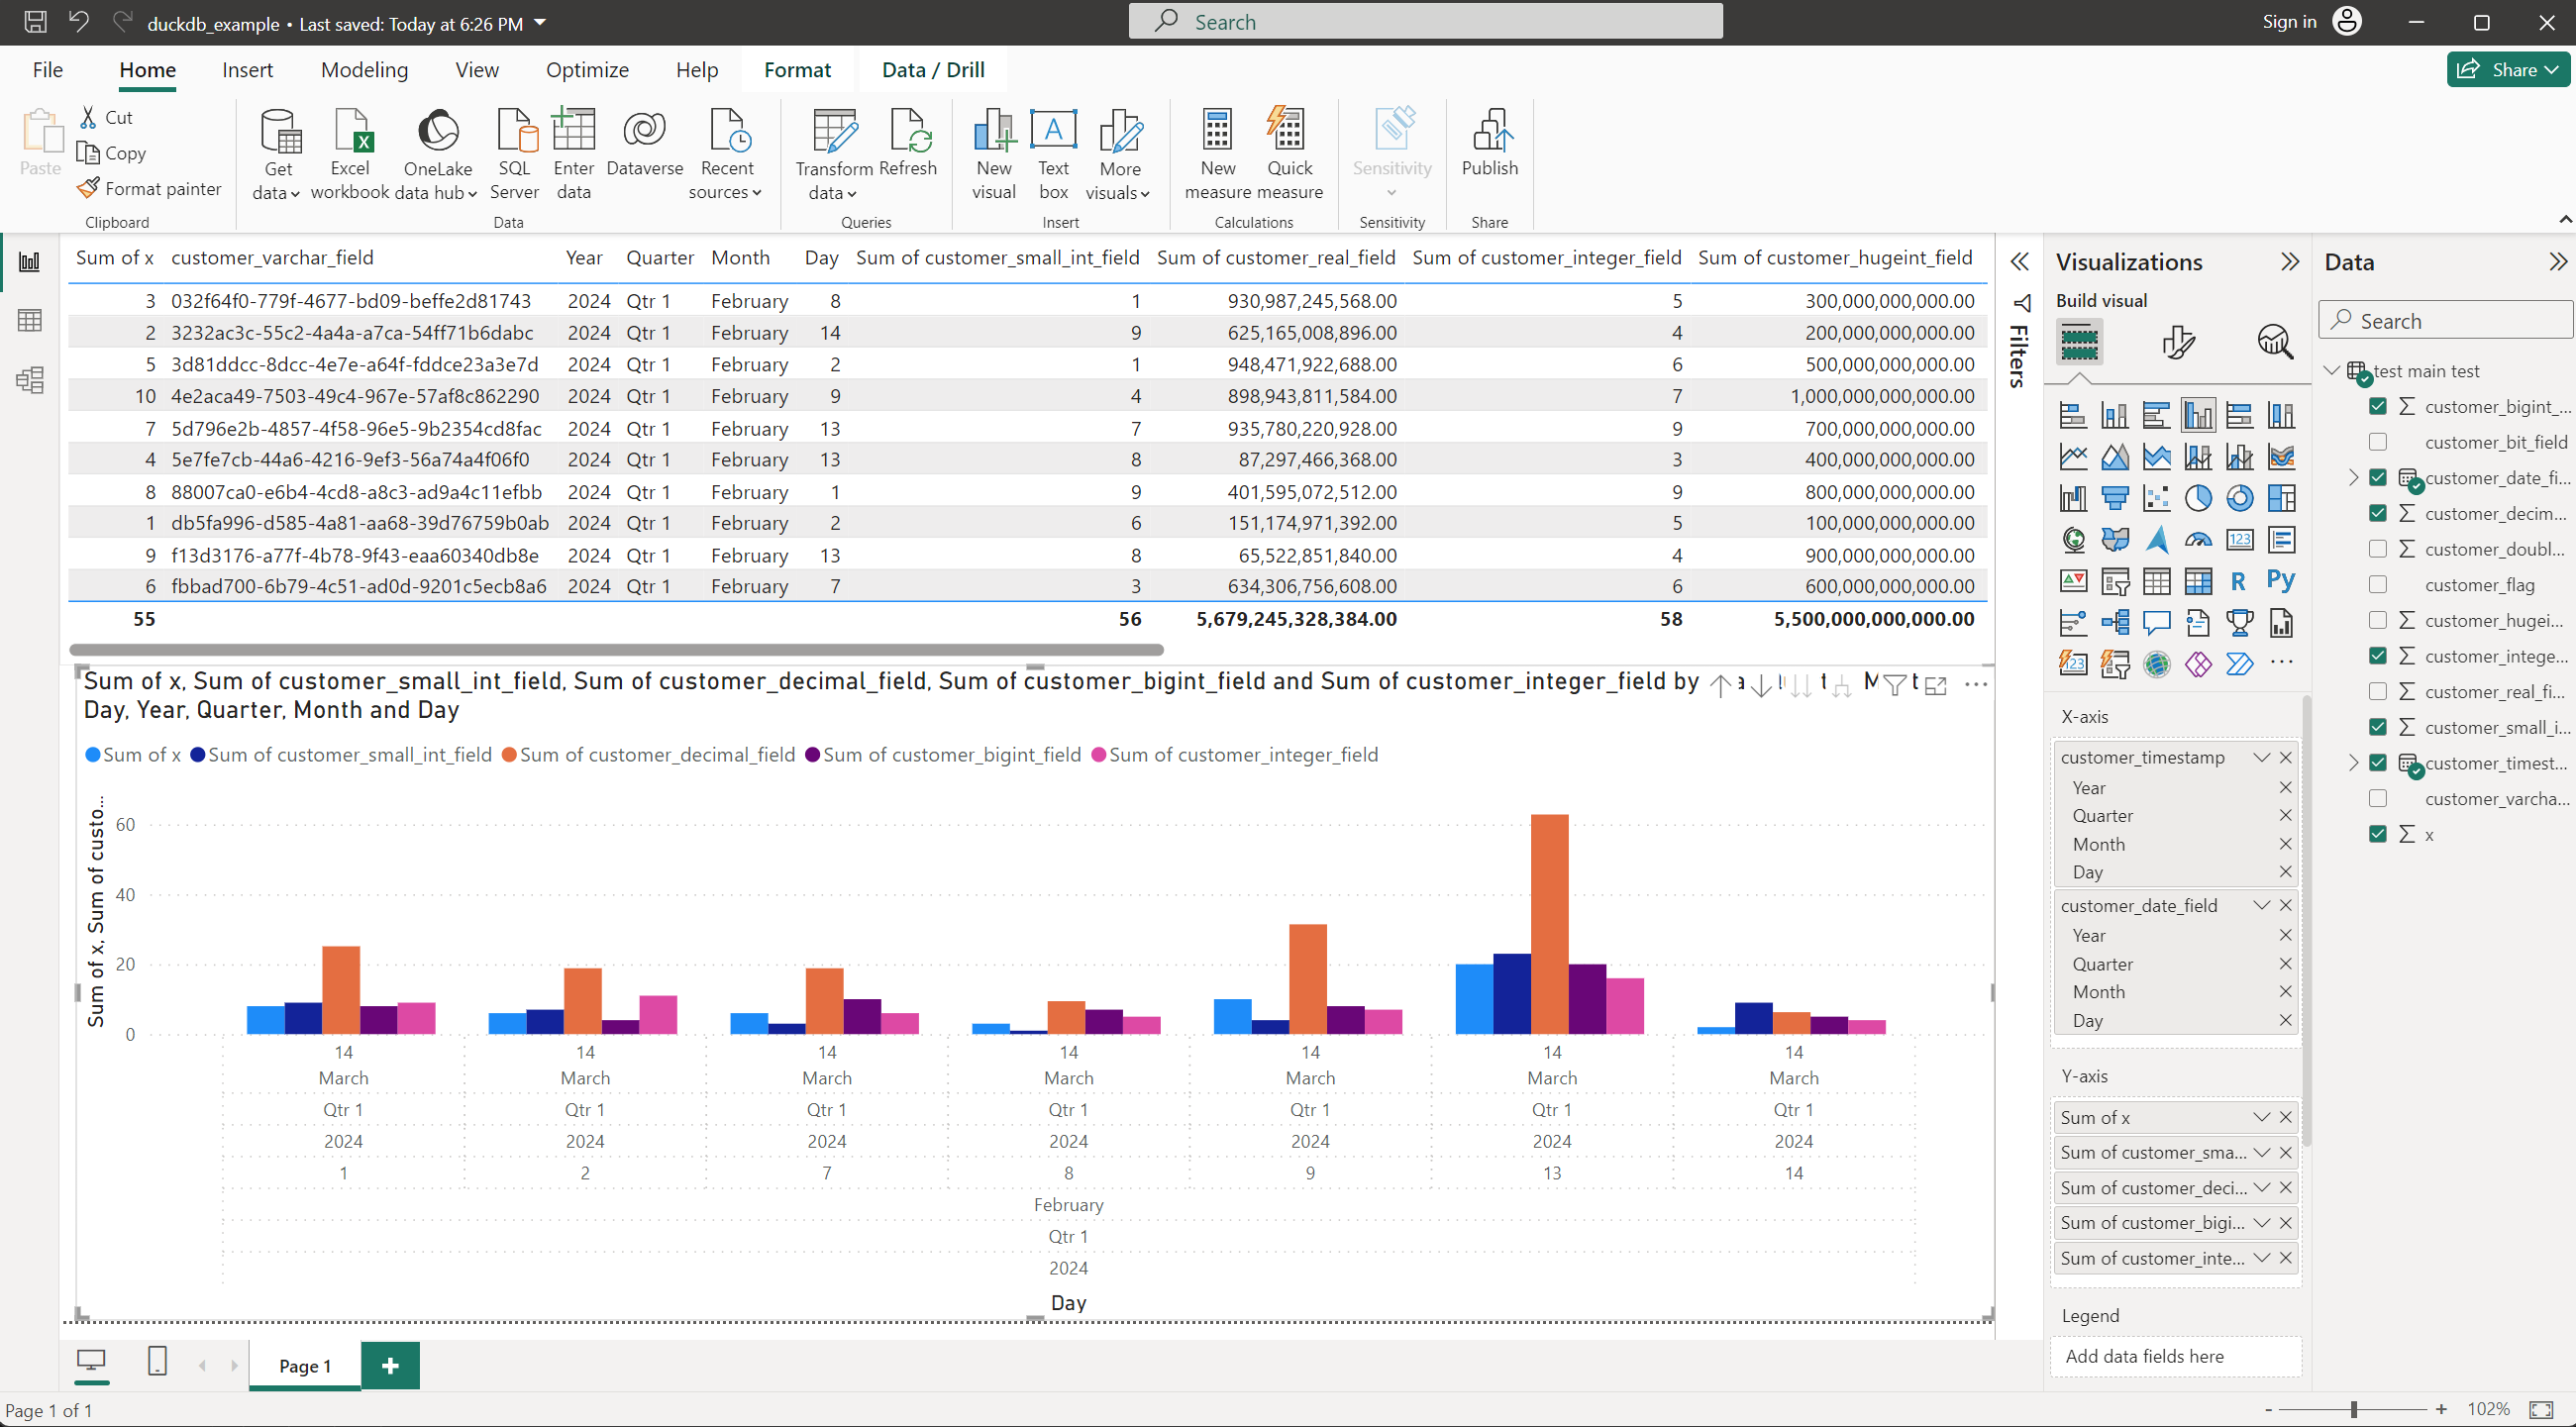 duckdb_example • Last saved: Today at 6:26 PM
Search
Sign in
File Home Insert Modeling View Optimize Help Format Data / Drill
Share
Paste
Cut
Copy
Format painter
Clipboard
Get data
Excel workbook
OneLake data hub
SQL Server
Enter data
Dataverse
Recent sources
Data
Transform data
Refresh
Queries
New visual
Text box
More visuals
Insert
New measure
Quick measure
Calculations
Sensitivity
Sensitivity
Publish
Share
Sum of x customer_varchar_field Year Quarter Month Day Sum of customer_small_int_field Sum of customer_real_field Sum of customer_integer_field Sum of customer_hugeint_field
3 032f64f0-779f-4677-bd09-beffe2d81743 2024 Qtr 1 February 8 1 930,987,245,568.00 5 300,000,000,000.00
2 3232ac3c-55c2-4a4a-a7ca-54ff71b6dabc 2024 Qtr 1 February 14 9 625,165,008,896.00 4 200,000,000,000.00
5 3d81ddcc-8dcc-4e7e-a64f-fddce23a3e7d 2024 Qtr 1 February 2 1 948,471,922,688.00 6 500,000,000,000.00
10 4e2aca49-7503-49c4-967e-57af8c862290 2024 Qtr 1 February 9 4 898,943,811,584.00 7 1,000,000,000,000.00
7 5d796e2b-4857-4f58-96e5-9b2354cd8fac 2024 Qtr 1 February 13 7 935,780,220,928.00 9 700,000,000,000.00
4 5e7fe7cb-44a6-4216-9ef3-56a74a4f06f0 2024 Qtr 1 February 13 8 87,297,466,368.00 3 400,000,000,000.00
8 88007ca0-e6b4-4cd8-a8c3-ad9a4c11efbb 2024 Qtr 1 February 1 9 401,595,072,512.00 9 800,000,000,000.00
1 db5fa996-d585-4a81-aa68-39d76759b0ab 2024 Qtr 1 February 2 6 151,174,971,392.00 5 100,000,000,000.00
9 f13d3176-a77f-4b78-9f43-eaa60340db8e 2024 Qtr 1 February 13 8 65,522,851,840.00 4 900,000,000,000.00
6 fbbad700-6b79-4c51-ad0d-9201c5ecb8a6 2024 Qtr 1 February 7 3 634,306,756,608.00 6 600,000,000,000.00
55 56 5,679,245,328,384.00 58 5,500,000,000,000.00
Sum of x, Sum of customer_small_int_field, Sum of customer_decimal_field, Sum of customer_bigint_field and Sum of customer_integer_field by
Day, Year, Quarter, Month and Day
Sum of x Sum of customer_small_int_field Sum of customer_decimal_field Sum of customer_bigint_field Sum of customer_integer_field
Sum of x, Sum of custo...
60
40
20
0
14 14 14 14 14 14 14
March March March March March March March
Qtr 1 Qtr 1 Qtr 1 Qtr 1 Qtr 1 Qtr 1 Qtr 1
2024 2024 2024 2024 2024 2024 2024
1 2 7 8 9 13 14
February
Qtr 1
2024
Day
Filters
Visualizations
Build visual
123
R
Py
123
X-axis
customer_timestamp
Year
Quarter
Month
Day
customer_date_field
Year
Quarter
Month
Day
Y-axis
Sum of x
Sum of customer_sma...
Sum of customer_deci...
Sum of customer_bigi...
Sum of customer_inte...
Legend
Add data fields here
Data
Search
test main test
customer_bigint_...
customer_bit_field
customer_date_fi...
customer_decim...
customer_doubl...
customer_flag
customer_hugei...
customer_intege...
customer_real_fi...
customer_small_i...
customer_timest...
customer_varcha...
x
Page 1
Page 1 of 1
- + 102%